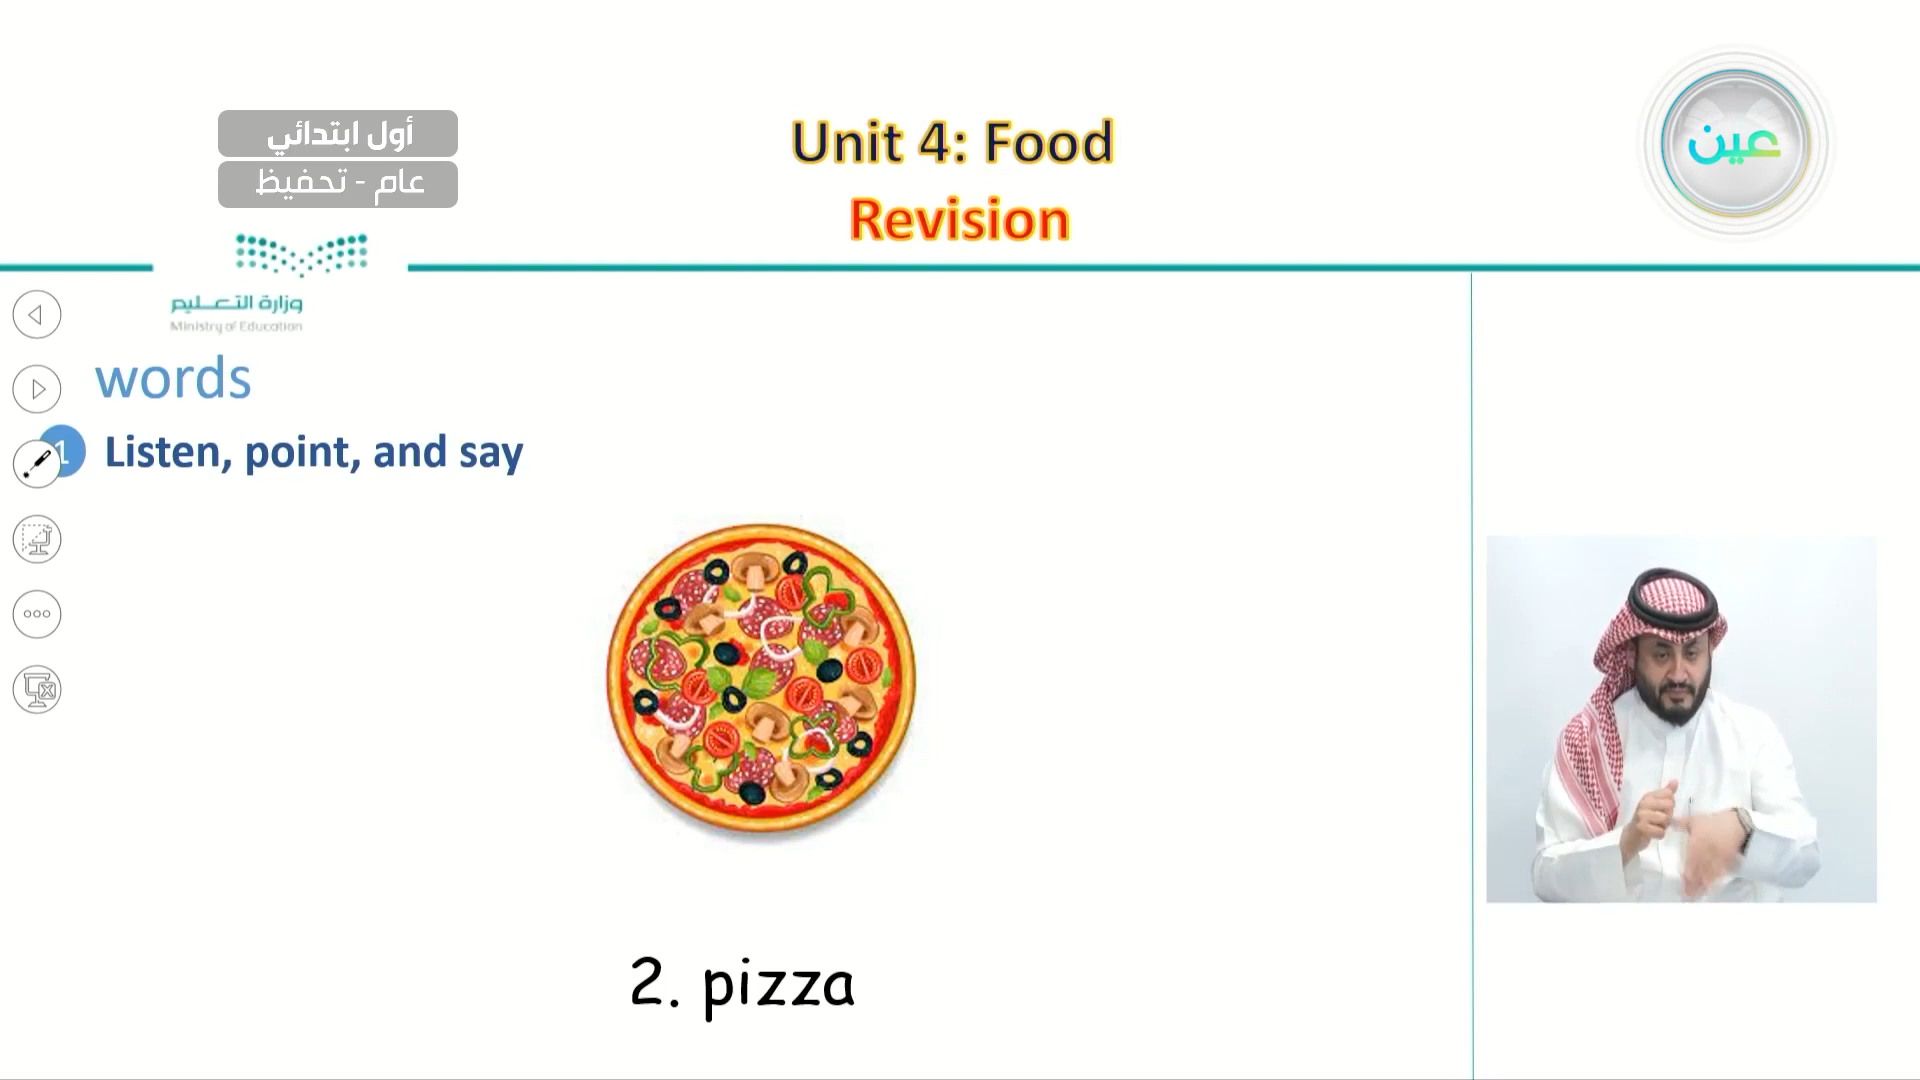 أول ابتدائي
عام - تحفيظ
Unit 4: Food
Revision
عين
وزارة التعليم
Ministry of Education
words
1 Listen, point, and say
2. pizza